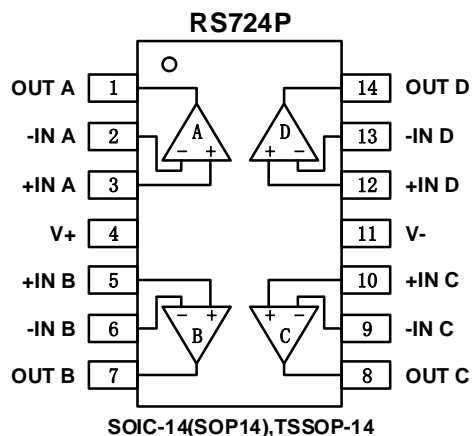 RS724P
OUT A 1 14 OUT D
-IN A 2 A D 13 -IN D
- + + -
+IN A 3 12 +IN D
V+ 4 11 V-
+IN B 5 10 +IN C
- + + -
-IN B 6 B C 9 -IN C
OUT B 7 8 OUT C
SOIC-14(SOP14),TSSOP-14